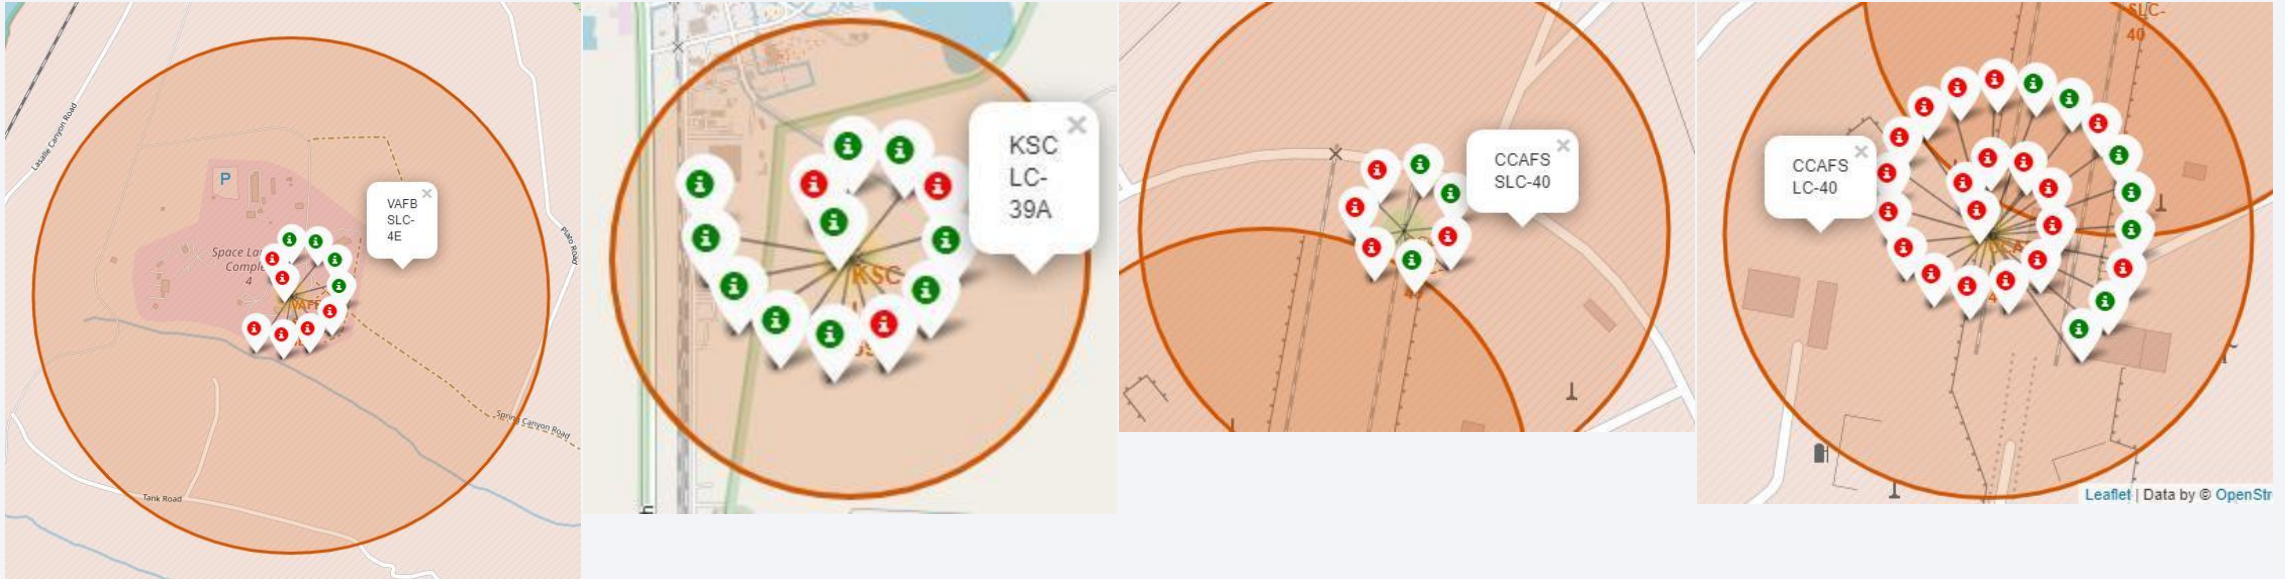 Lasalle Canyon Road
P
Space La
Comple
4
VAFB
SLC-
4E
×
Plato Road
Spring Canyon Road
Tank Road
KSC
LC-
39A
×
KSC
CCAFS
SLC-40
×
SLC-
40
CCAFS
LC-40
×
Leaflet | Data by © OpenStr